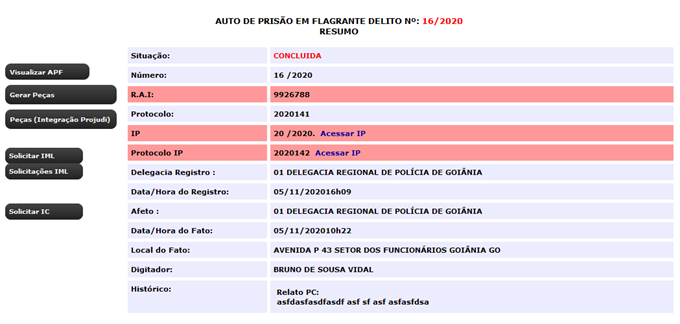 AUTO DE PRISÃO EM FLAGRANTE DELITO Nº: 16/2020
RESUMO
Visualizar APF
Gerar Peças
Peças (Integração Projudi)
Solicitar IML
Solicitações IML
Solicitar IC
Situação: CONCLUIDA
Número: 16 /2020
R.A.I: 9926788
Protocolo: 2020141
IP 20 /2020. Acessar IP
Protocolo IP 2020142 Acessar IP
Delegacia Registro : 01 DELEGACIA REGIONAL DE POLÍCIA DE GOIÂNIA
Data/Hora do Registro: 05/11/202016h09
Afeto : 01 DELEGACIA REGIONAL DE POLÍCIA DE GOIÂNIA
Data/Hora do Fato: 05/11/202010h22
Local do Fato: AVENIDA P 43 SETOR DOS FUNCIONÁRIOS GOIÂNIA GO
Digitador: BRUNO DE SOUSA VIDAL
Histórico: Relato PC:
asfdasfasdfasdf asf sf asf asfasfdsa